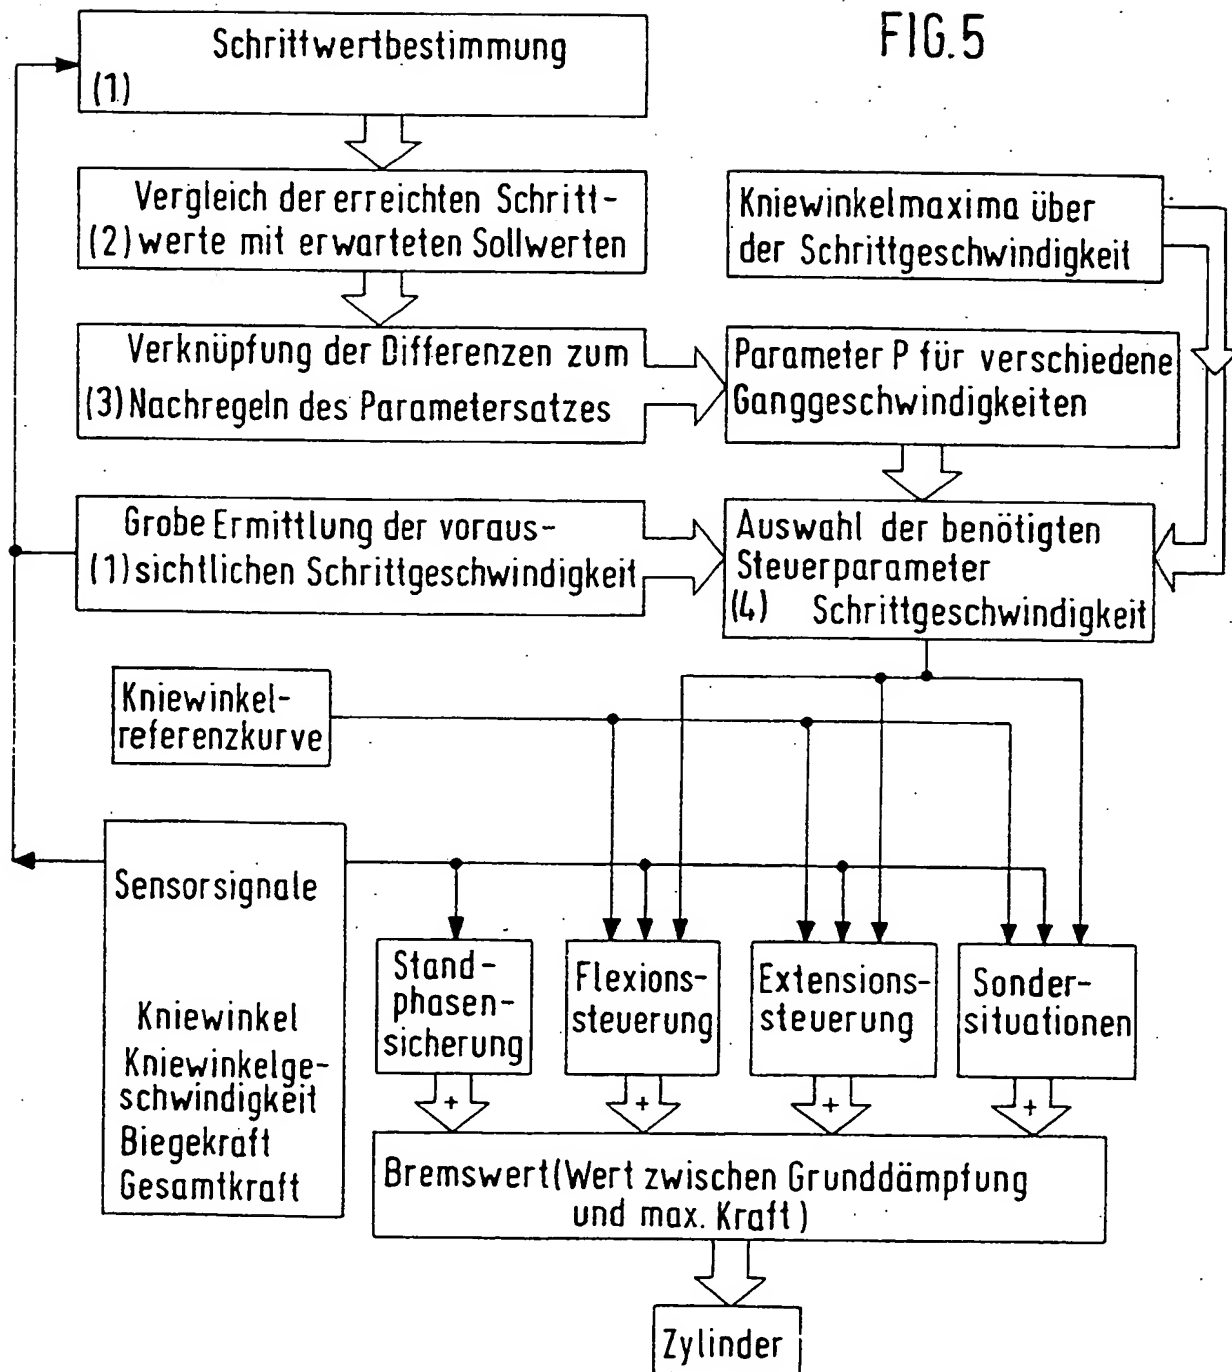 FIG.5
Schrittwertbestimmung
(1)
Vergleich der erreichten Schritt-
(2) werte mit erwarteten Sollwerten
Kniewinkelmaxima über
der Schrittgeschwindigkeit
Verknüpfung der Differenzen zum
(3) Nachregeln des Parametersatzes
Parameter P für verschiedene
Ganggeschwindigkeiten
Grobe Ermittlung der voraus-
(1) sichtlichen Schrittgeschwindigkeit
Auswahl der benötigten
Steuerparameter
(4) Schrittgeschwindigkeit
Kniewinkel-
referenzkurve
Sensorsignale
Kniewinkel
Kniewinkelge-
schwindigkeit
Biegekraft
Gesamtkraft
Stand-
phasen-
sicherung
Flexions-
steuerung
Extensions-
steuerung
Sonder-
situationen
+
+
+
+
Bremswert (Wert zwischen Grunddämpfung
und max. Kraft)
Zylinder